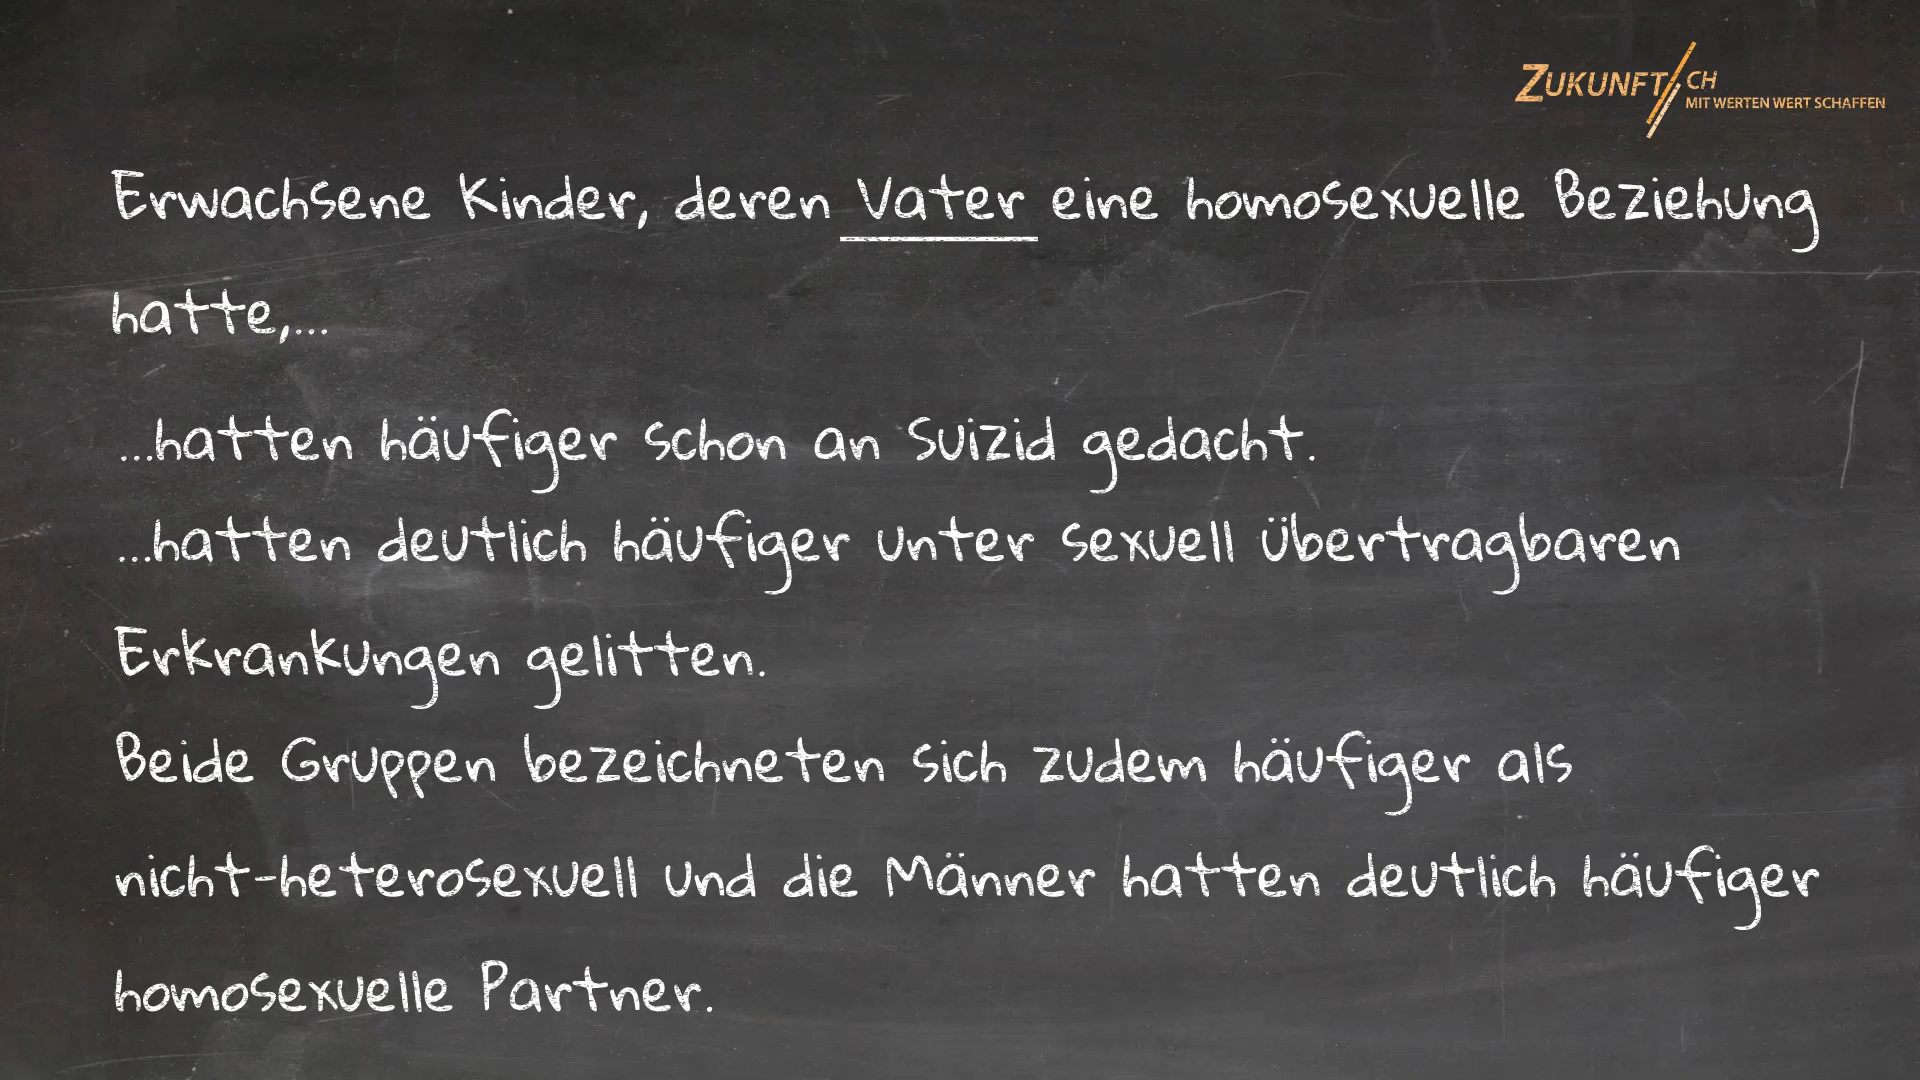 ZUKUNFT CH
MIT WERTEN WERT SCHAFFEN
Erwachsene Kinder, deren Vater eine homosexuelle Beziehung
hatte,...
...hatten häufiger schon an Suizid gedacht.
...hatten deutlich häufiger unter sexuell übertragbaren
Erkrankungen gelitten.
Beide Gruppen bezeichneten sich zudem häufiger als
nicht-heterosexuell und die Männer hatten deutlich häufiger
homosexuelle Partner.